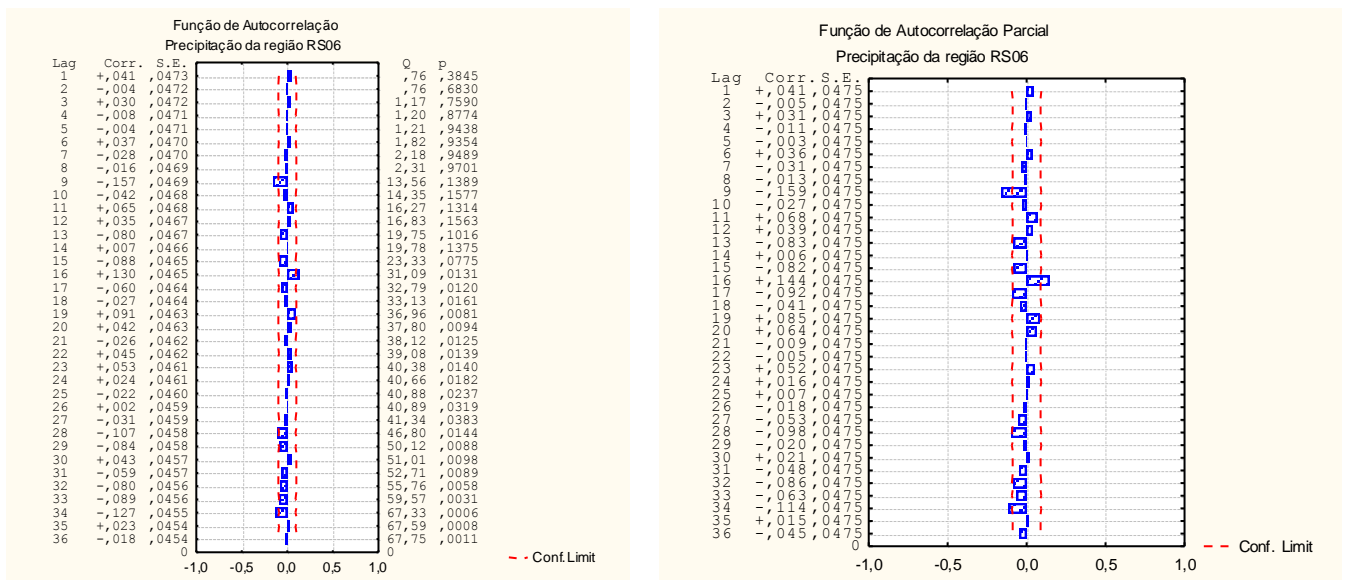 Função de Autocorrelação
Precipitação da região RS06
Lag Corr. S.E. Q p
1 +,041 ,0473 ,76 ,3845
2 -,004 ,0472 ,76 ,6830
3 +,030 ,0472 1,17 ,7590
4 -,008 ,0471 1,20 ,8774
5 -,004 ,0471 1,21 ,9438
6 +,037 ,0470 1,82 ,9354
7 -,028 ,0470 2,18 ,9489
8 -,016 ,0469 2,31 ,9701
9 -,157 ,0469 13,56 ,1389
10 -,042 ,0468 14,35 ,1577
11 +,065 ,0468 16,27 ,1314
12 +,035 ,0467 16,83 ,1563
13 -,080 ,0467 19,75 ,1016
14 +,007 ,0466 19,78 ,1375
15 -,088 ,0465 23,33 ,0775
16 +,130 ,0465 31,09 ,0131
17 -,060 ,0464 32,79 ,0120
18 -,027 ,0464 33,13 ,0161
19 +,091 ,0463 36,96 ,0081
20 +,042 ,0463 37,80 ,0094
21 -,026 ,0462 38,12 ,0125
22 +,045 ,0462 39,08 ,0139
23 +,053 ,0461 40,38 ,0140
24 +,024 ,0461 40,66 ,0182
25 -,022 ,0460 40,88 ,0237
26 +,002 ,0459 40,89 ,0319
27 -,031 ,0459 41,34 ,0383
28 -,107 ,0458 46,80 ,0144
29 -,084 ,0458 50,12 ,0088
30 +,043 ,0457 51,01 ,0098
31 -,059 ,0457 52,71 ,0089
32 -,080 ,0456 55,76 ,0058
33 -,089 ,0456 59,57 ,0031
34 -,127 ,0455 67,33 ,0006
35 +,023 ,0454 67,59 ,0008
36 -,018 ,0454 67,75 ,0011
0 0
-1,0 -0,5 0,0 0,5 1,0
Conf.Limit
Função de Autocorrelação Parcial
Precipitação da região RS06
Lag Corr. S.E.
1 +,041 ,0475
2 -,005 ,0475
3 +,031 ,0475
4 -,011 ,0475
5 -,003 ,0475
6 +,036 ,0475
7 -,031 ,0475
8 -,013 ,0475
9 -,159 ,0475
10 -,027 ,0475
11 +,068 ,0475
12 +,039 ,0475
13 -,083 ,0475
14 +,006 ,0475
15 -,082 ,0475
16 +,144 ,0475
17 -,092 ,0475
18 -,041 ,0475
19 +,085 ,0475
20 +,064 ,0475
21 -,009 ,0475
22 -,005 ,0475
23 +,052 ,0475
24 +,016 ,0475
25 +,007 ,0475
26 -,018 ,0475
27 -,053 ,0475
28 -,098 ,0475
29 -,020 ,0475
30 +,021 ,0475
31 -,048 ,0475
32 -,086 ,0475
33 -,063 ,0475
34 -,114 ,0475
35 +,015 ,0475
36 -,045 ,0475
0
-1,0 -0,5 0,0 0,5 1,0
Conf. Limit